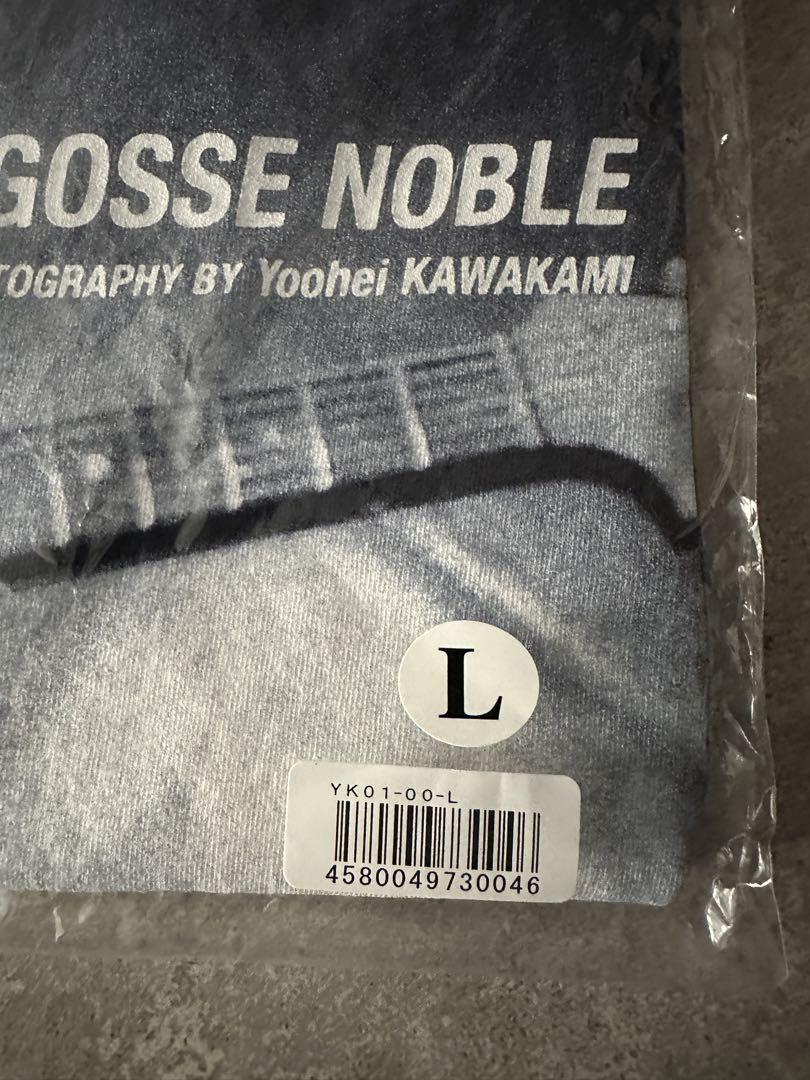 GOSSE NOBLE
TOGRAPHY BY Yoohei KAWAKAMI
L
YK01-00-L
4580049730046